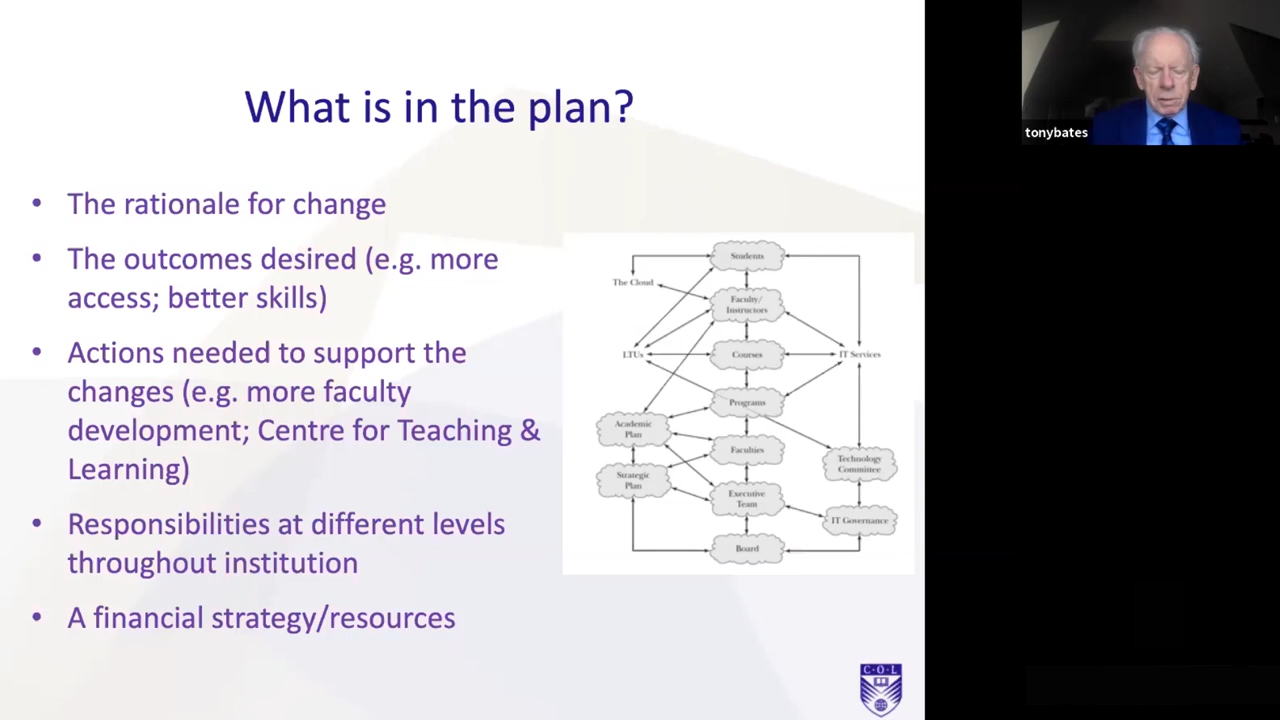 What is in the plan?
• The rationale for change
• The outcomes desired (e.g. more
access; better skills)
• Actions needed to support the
changes (e.g. more faculty
development; Centre for Teaching &
Learning)
• Responsibilities at different levels
throughout institution
• A financial strategy/resources
Students
The Cloud
Faculty/
Instructors
LTUs
Courses
IT Services
Programs
Academic
Plan
Faculties
Technology
Committee
Strategic
Plan
Executive
Team
IT Governance
Board
C·O·L
tonybates